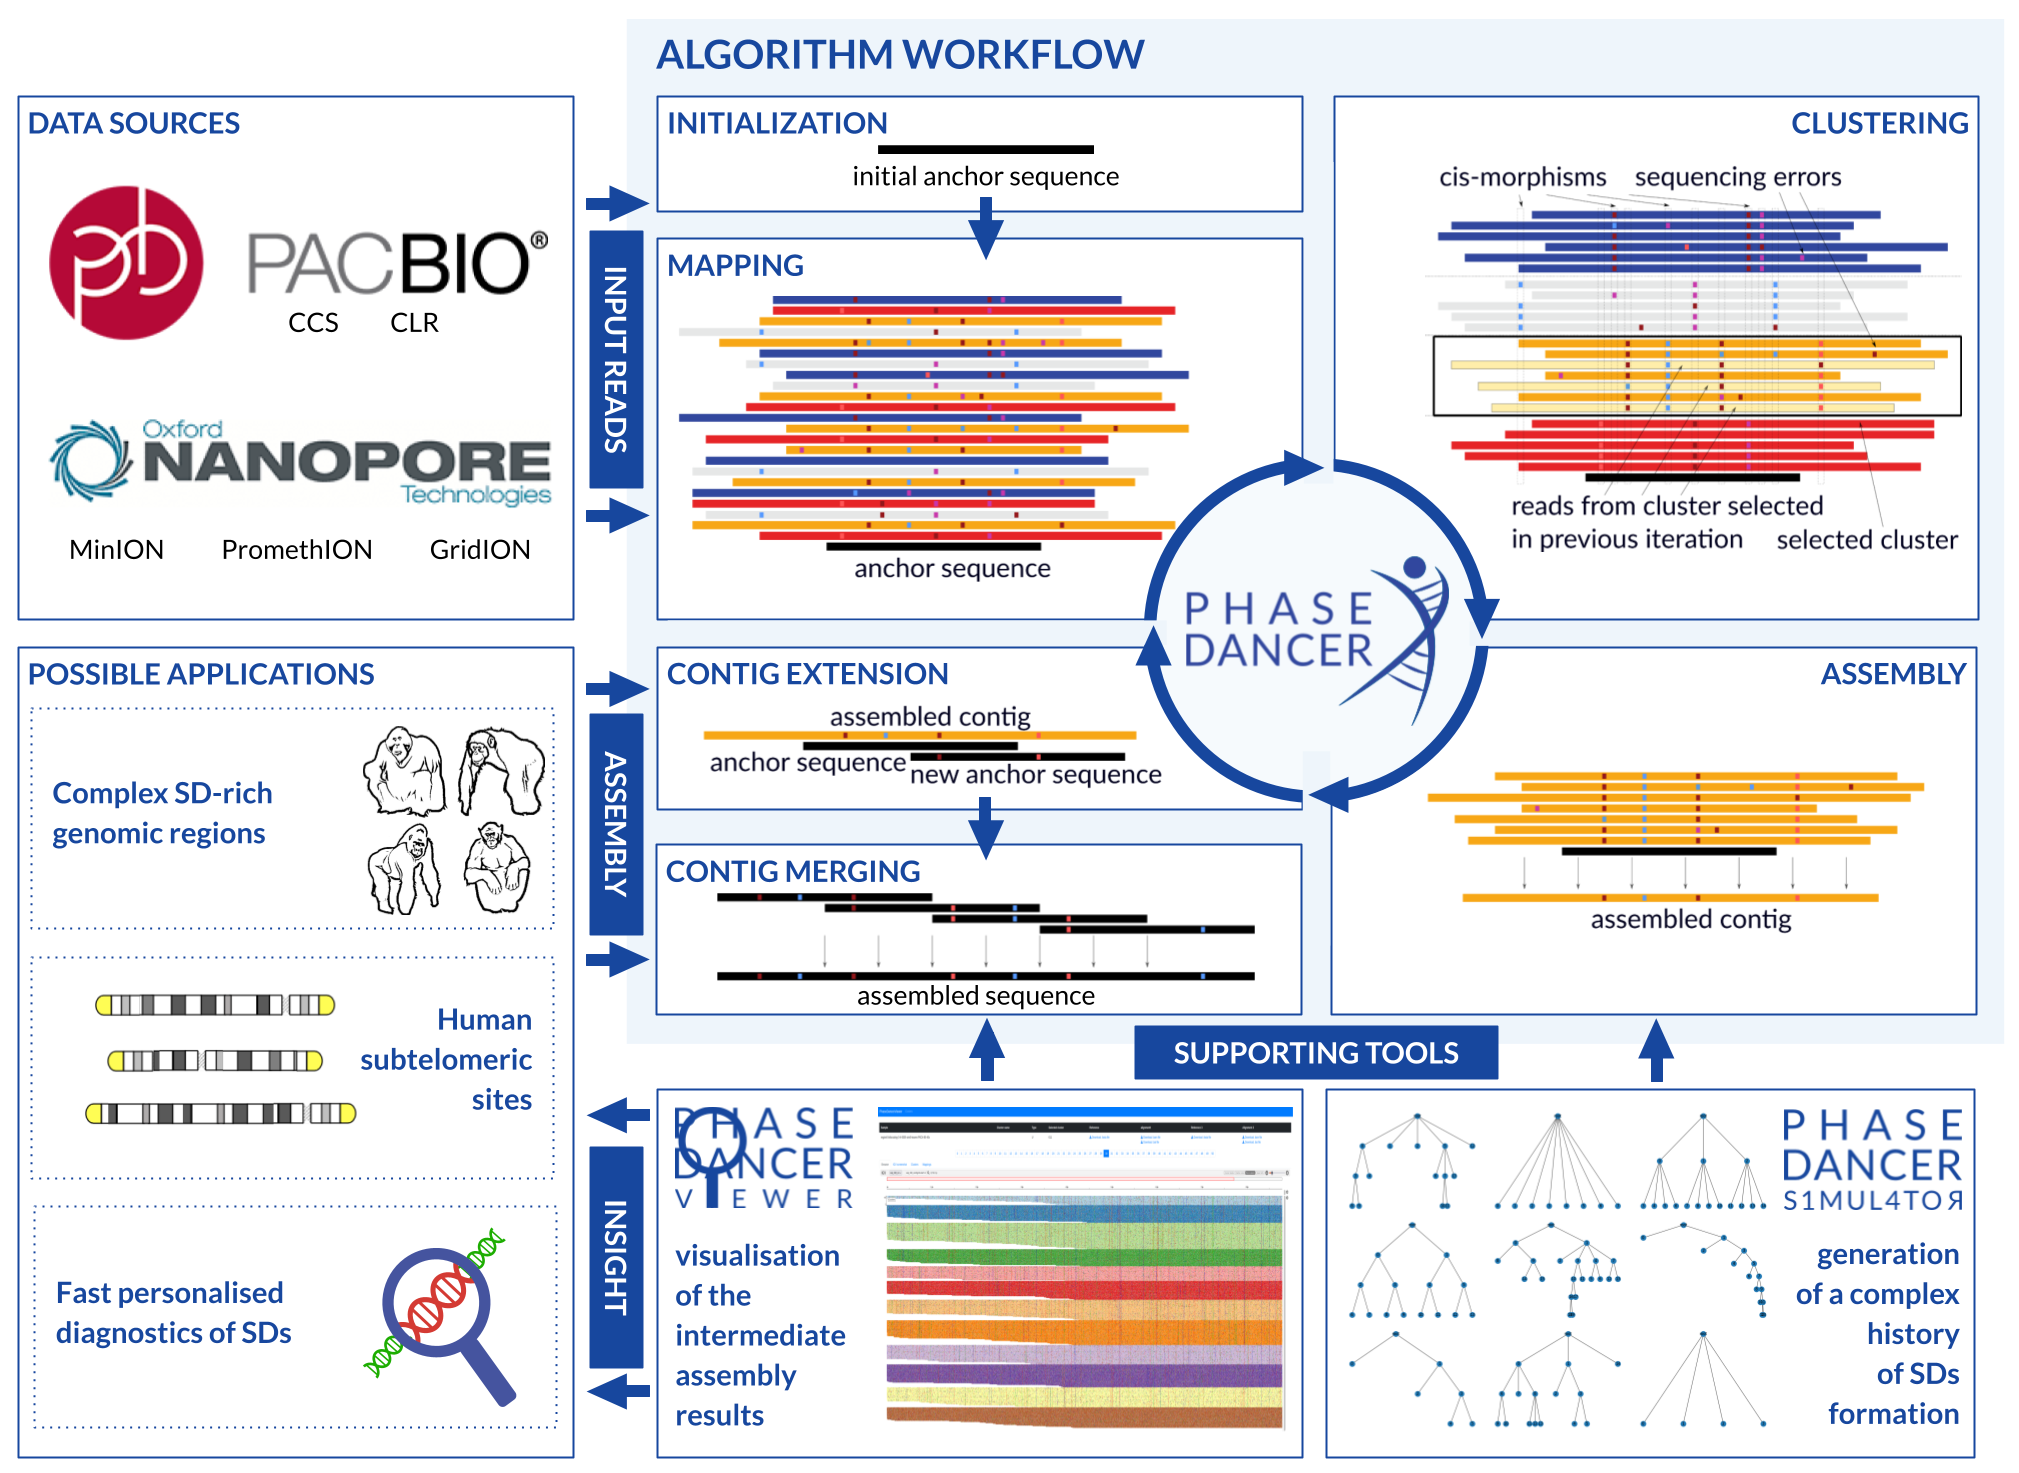 ALGORITHM WORKFLOW
DATA SOURCES
pb
PACBIO®
CCS CLR
Oxford
NANOPORE
Technologies
MinION PromethION GridION
INPUT READS
INITIALIZATION
initial anchor sequence
MAPPING
anchor sequence
CLUSTERING
cis-morphisms sequencing errors
reads from cluster selected
in previous iteration selected cluster
PHASE
DANCER
POSSIBLE APPLICATIONS
Complex SD-rich
genomic regions
Human
subtelomeric
sites
Fast personalised
diagnostics of SDs
ASSEMBLY
CONTIG EXTENSION
assembled contig
anchor sequence
new anchor sequence
CONTIG MERGING
assembled sequence
ASSEMBLY
assembled contig
SUPPORTING TOOLS
INSIGHT
PHASE
DANCER
VIEWER
visualisation
of the
intermediate
assembly
results
PHASE
DANCER
S1MUL4TOЯ
generation
of a complex
history
of SDs
formation